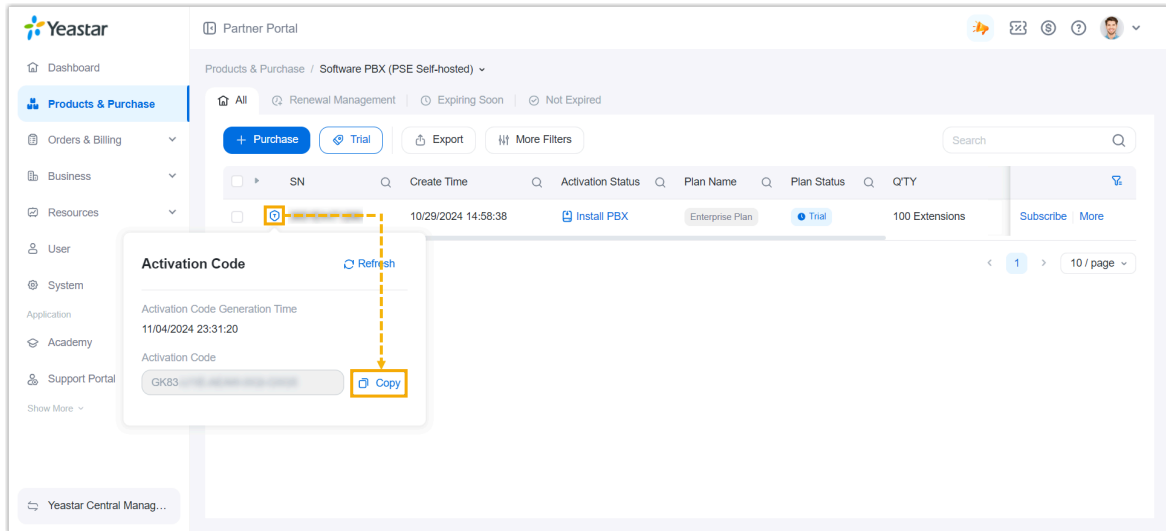 Yeastar
Partner Portal
Dashboard
Products & Purchase
Orders & Billing
Business
Resources
User
System
Application
Academy
Support Portal
Show More
Yeastar Central Manag...
Products & Purchase / Software PBX (PSE Self-hosted)
All
Renewal Management
Expiring Soon
Not Expired
+ Purchase
Trial
Export
More Filters
Search
SN Create Time Activation Status Plan Name Plan Status Q'TY
10/29/2024 14:58:38 Install PBX Enterprise Plan Trial 100 Extensions Subscribe More
< 1 > 10 / page
Activation Code
Refresh
Activation Code Generation Time
11/04/2024 23:31:20
Activation Code
GK83
Copy